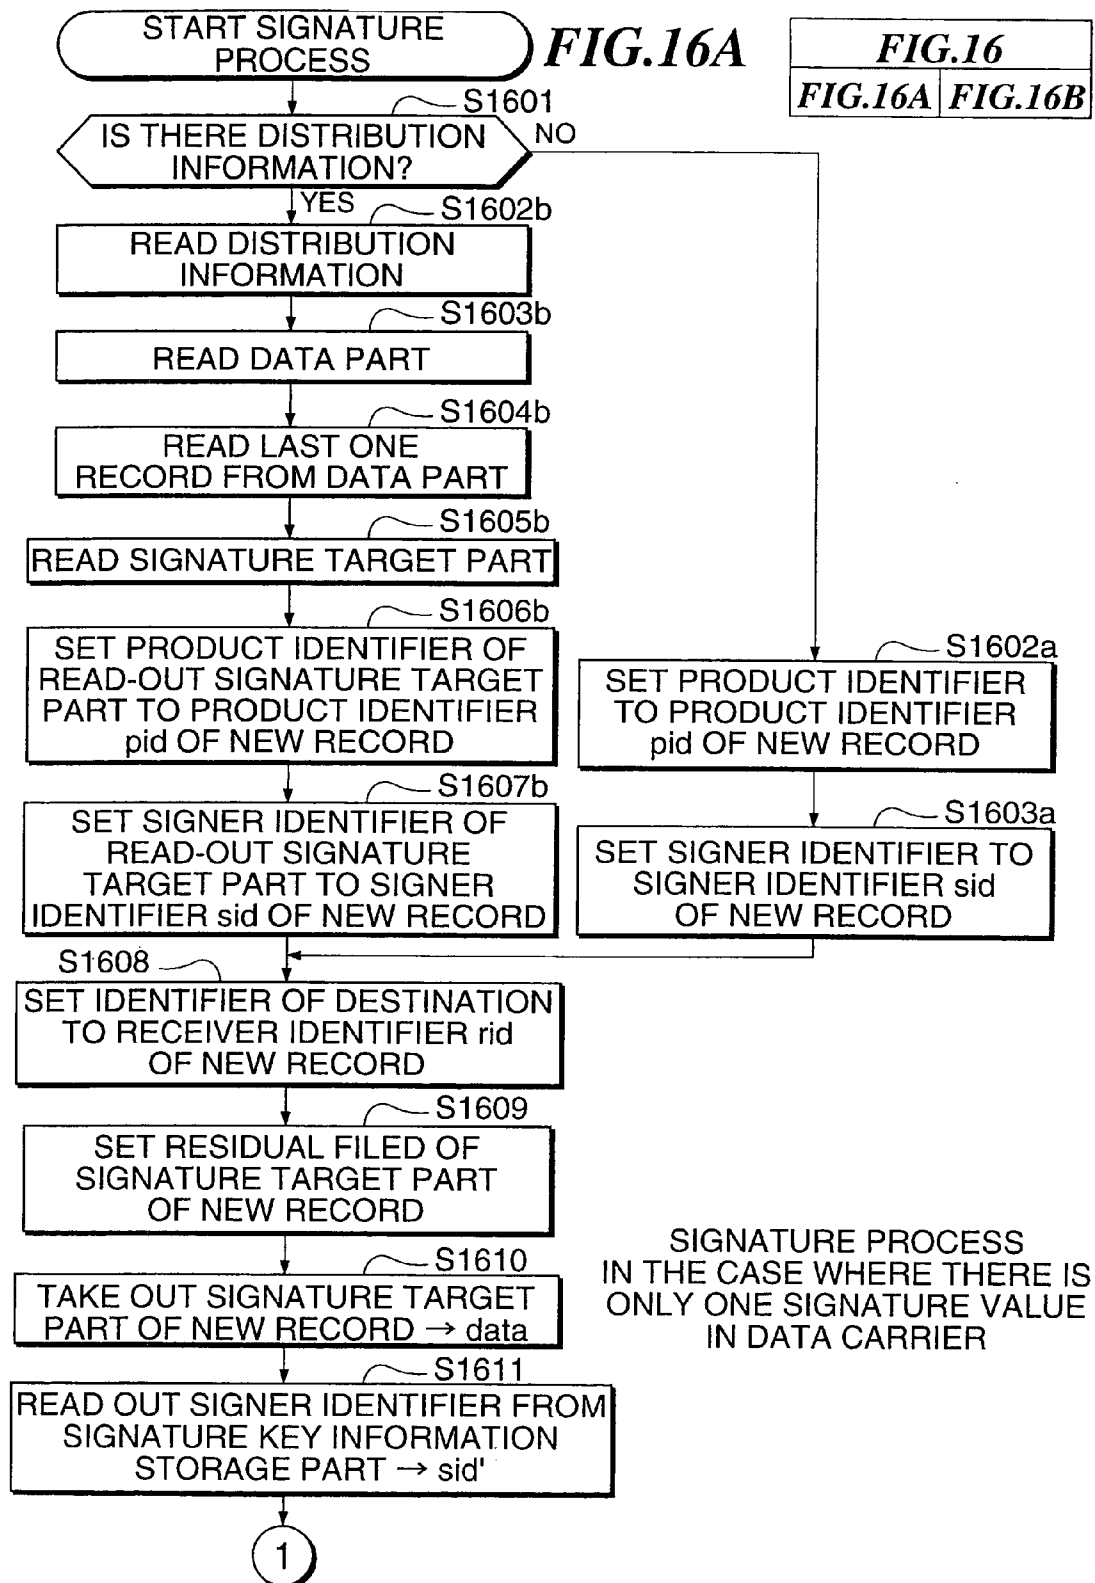 START SIGNATURE
PROCESS
FIG.16A
FIG.16
FIG.16A FIG.16B
S1601
IS THERE DISTRIBUTION
INFORMATION?
NO
YES
S1602b
READ DISTRIBUTION
INFORMATION
S1603b
READ DATA PART
S1604b
READ LAST ONE
RECORD FROM DATA PART
S1605b
READ SIGNATURE TARGET PART
S1606b
SET PRODUCT IDENTIFIER OF
READ-OUT SIGNATURE TARGET
PART TO PRODUCT IDENTIFIER
pid OF NEW RECORD
S1602a
SET PRODUCT IDENTIFIER
TO PRODUCT IDENTIFIER
pid OF NEW RECORD
S1607b
SET SIGNER IDENTIFIER OF
READ-OUT SIGNATURE
TARGET PART TO SIGNER
IDENTIFIER sid OF NEW RECORD
S1603a
SET SIGNER IDENTIFIER TO
SIGNER IDENTIFIER sid
OF NEW RECORD
S1608
SET IDENTIFIER OF DESTINATION
TO RECEIVER IDENTIFIER rid
OF NEW RECORD
S1609
SET RESIDUAL FILED OF
SIGNATURE TARGET PART
OF NEW RECORD
S1610
TAKE OUT SIGNATURE TARGET
PART OF NEW RECORD → data
S1611
READ OUT SIGNER IDENTIFIER FROM
SIGNATURE KEY INFORMATION
STORAGE PART → sid'
1
SIGNATURE PROCESS
IN THE CASE WHERE THERE IS
ONLY ONE SIGNATURE VALUE
IN DATA CARRIER